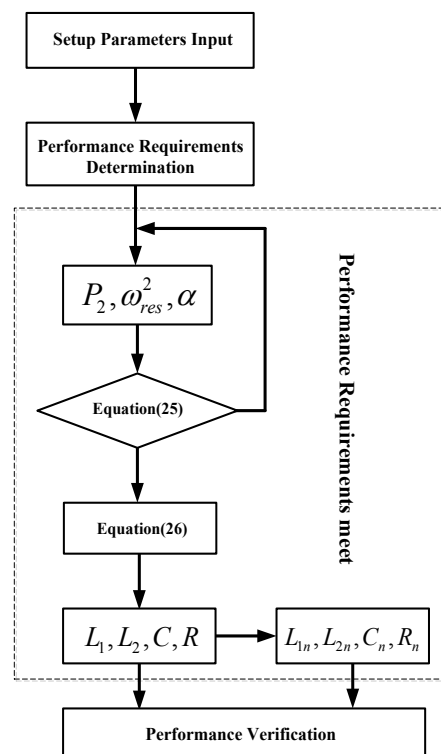 Setup Parameters Input
Performance Requirements
Determination
P₂, ω²res, α
Equation(25)
Equation(26)
L₁, L₂, C, R
L₁ₙ, L₂ₙ, Cₙ, Rₙ
Performance Requirements meet
Performance Verification